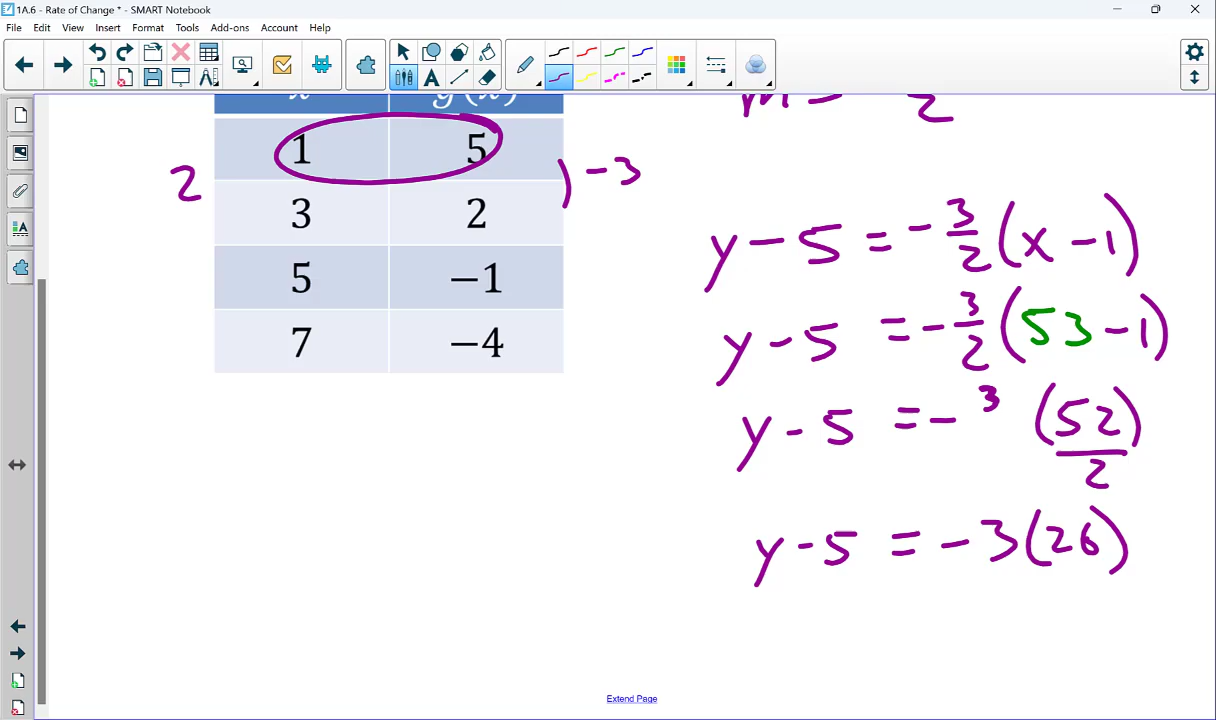 1A.6 - Rate of Change * - SMART Notebook
File Edit View Insert Format Tools Add-ons Account Help
1 5
3 2
5 −1
7 −4
2
) −3
y − 5 = − 3/2 (x − 1)
y − 5 = − 3/2 (53 − 1)
y − 5 = − 3 (52)/2
y − 5 = − 3(26)
Extend Page